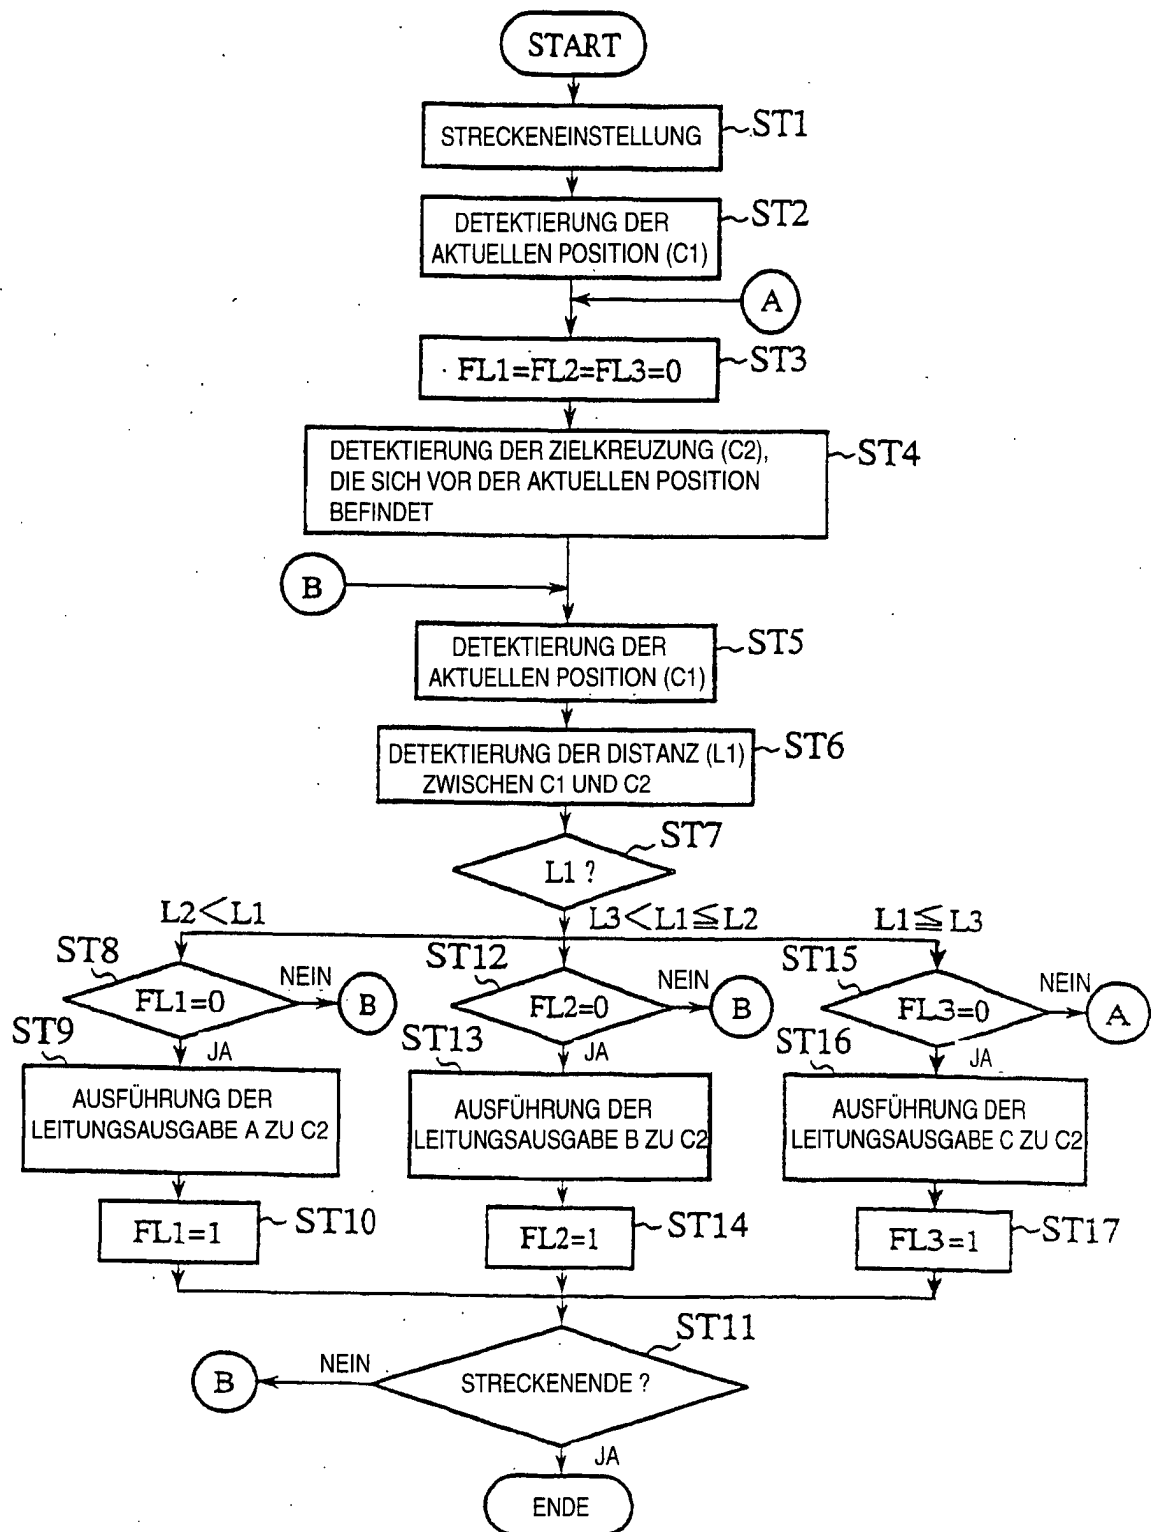 START
STRECKENEINSTELLUNG
ST1
DETEKTIERUNG DER
AKTUELLEN POSITION (C1)
ST2
A
FL1=FL2=FL3=0
ST3
DETEKTIERUNG DER ZIELKREUZUNG (C2),
DIE SICH VOR DER AKTUELLEN POSITION
BEFINDET
ST4
B
DETEKTIERUNG DER
AKTUELLEN POSITION (C1)
ST5
DETEKTIERUNG DER DISTANZ (L1)
ZWISCHEN C1 UND C2
ST6
ST7
L1 ?
L2<L1
L3<L1≦L2
L1≦L3
ST8
FL1=0
NEIN
B
JA
ST12
FL2=0
NEIN
B
JA
ST15
FL3=0
NEIN
A
JA
ST9
AUSFÜHRUNG DER
LEITUNGSAUSGABE A ZU C2
ST13
AUSFÜHRUNG DER
LEITUNGSAUSGABE B ZU C2
ST16
AUSFÜHRUNG DER
LEITUNGSAUSGABE C ZU C2
FL1=1
ST10
FL2=1
ST14
FL3=1
ST17
ST11
STRECKENENDE ?
NEIN
B
JA
ENDE